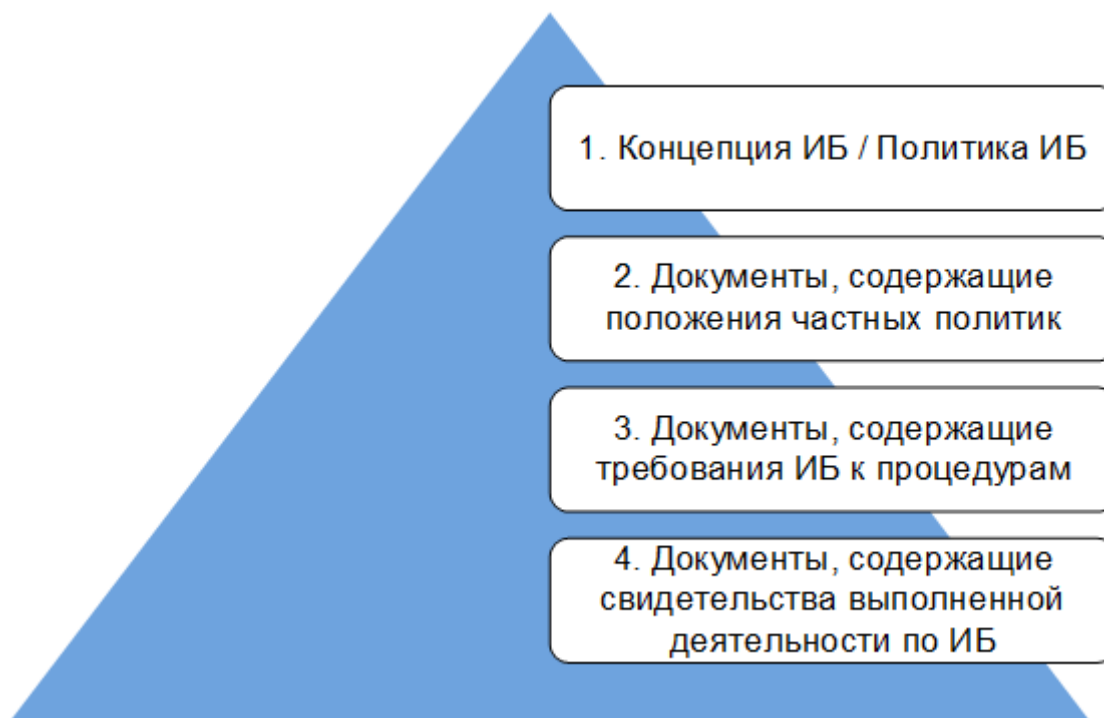 1. Концепция ИБ / Политика ИБ
2. Документы, содержащие
положения частных политик
3. Документы, содержащие
требования ИБ к процедурам
4. Документы, содержащие
свидетельства выполненной
деятельности по ИБ